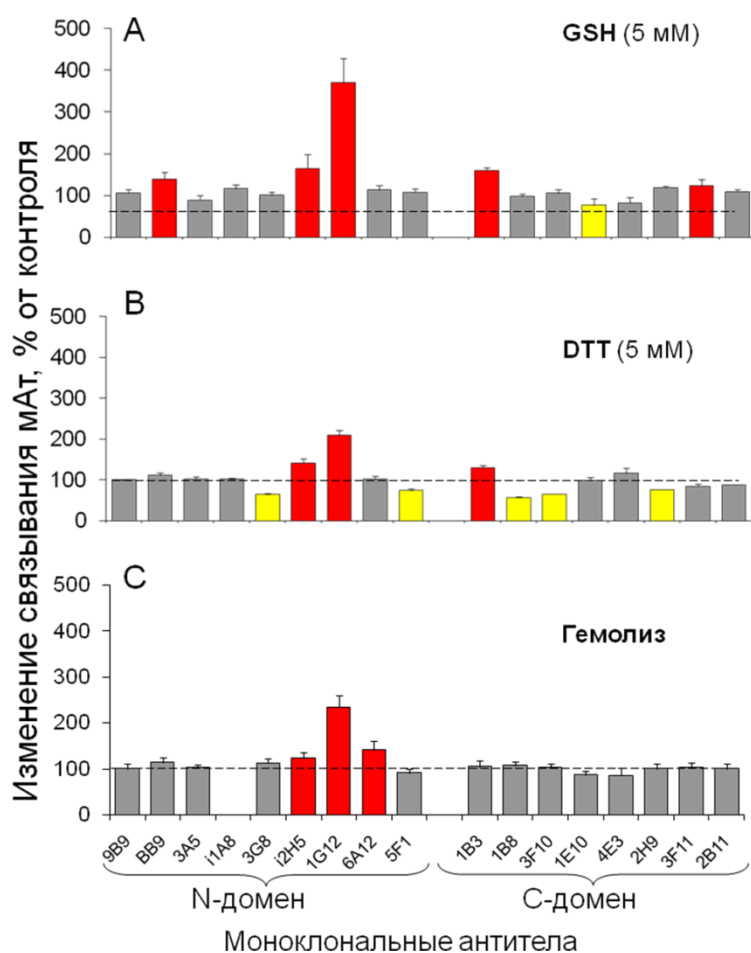 Изменение связывания мАт, % от контроля
A
GSH (5 мМ)
500
400
300
200
100
0
B
DTT (5 мМ)
500
400
300
200
100
0
C
Гемолиз
500
400
300
200
100
0
9B9 BB9 3A5 i1A8 3G8 i2H5 1G12 6A12 5F1 1B3 1B8 3F10 1E10 4E3 2H9 3F11 2B11
N-домен С-домен
Моноклональные антитела